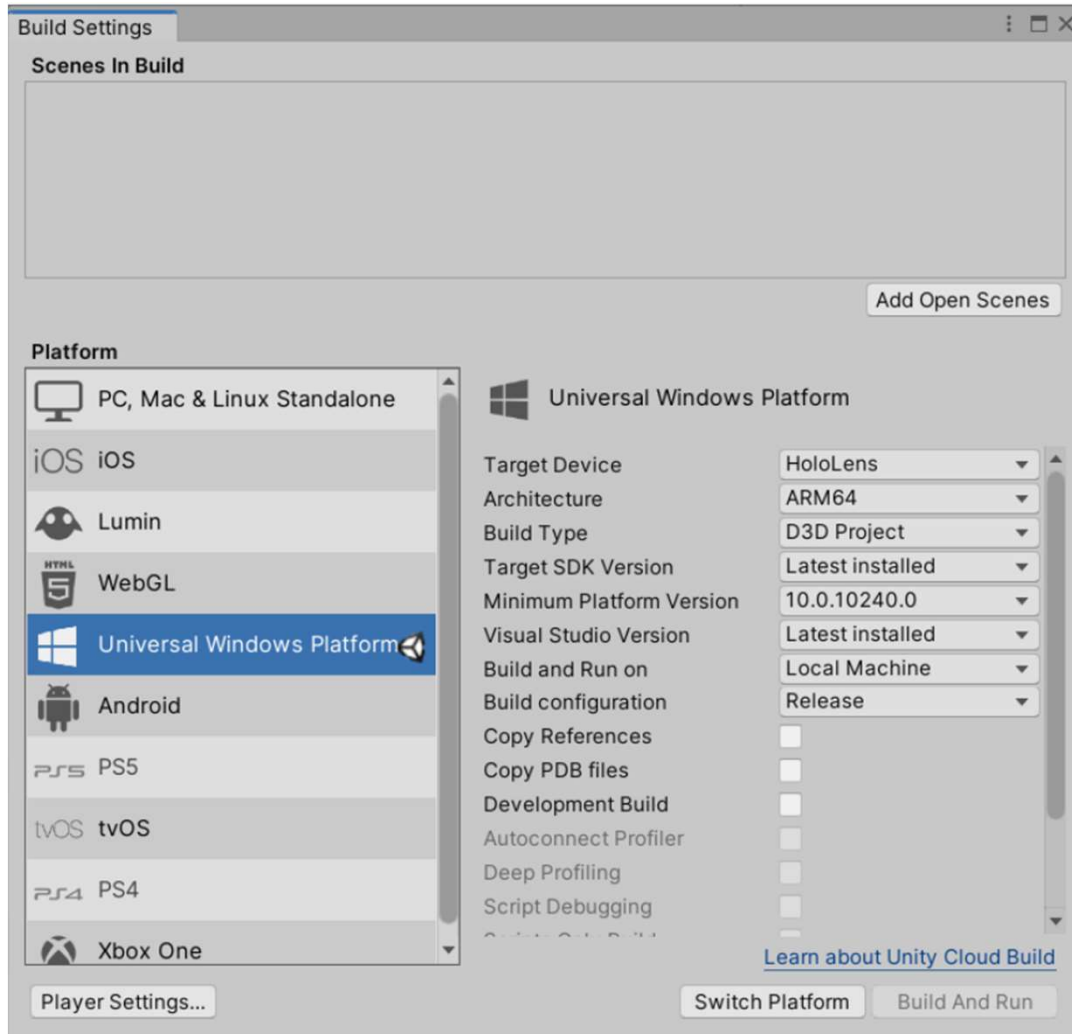 Build Settings
Scenes In Build
Add Open Scenes
Platform
PC, Mac & Linux Standalone
iOS iOS
Lumin
HTML 5 WebGL
Universal Windows Platform
Android
PS5 PS5
tvOS tvOS
PS4 PS4
Xbox One
Universal Windows Platform
Target Device HoloLens
Architecture ARM64
Build Type D3D Project
Target SDK Version Latest installed
Minimum Platform Version 10.0.10240.0
Visual Studio Version Latest installed
Build and Run on Local Machine
Build configuration Release
Copy References
Copy PDB files
Development Build
Autoconnect Profiler
Deep Profiling
Script Debugging
Learn about Unity Cloud Build
Player Settings...
Switch Platform
Build And Run